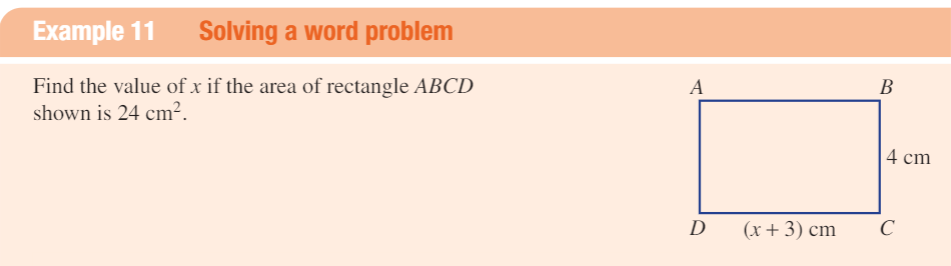 Example 11 Solving a word problem
Find the value of x if the area of rectangle ABCD
shown is 24 cm².
A B
4 cm
D (x + 3) cm C